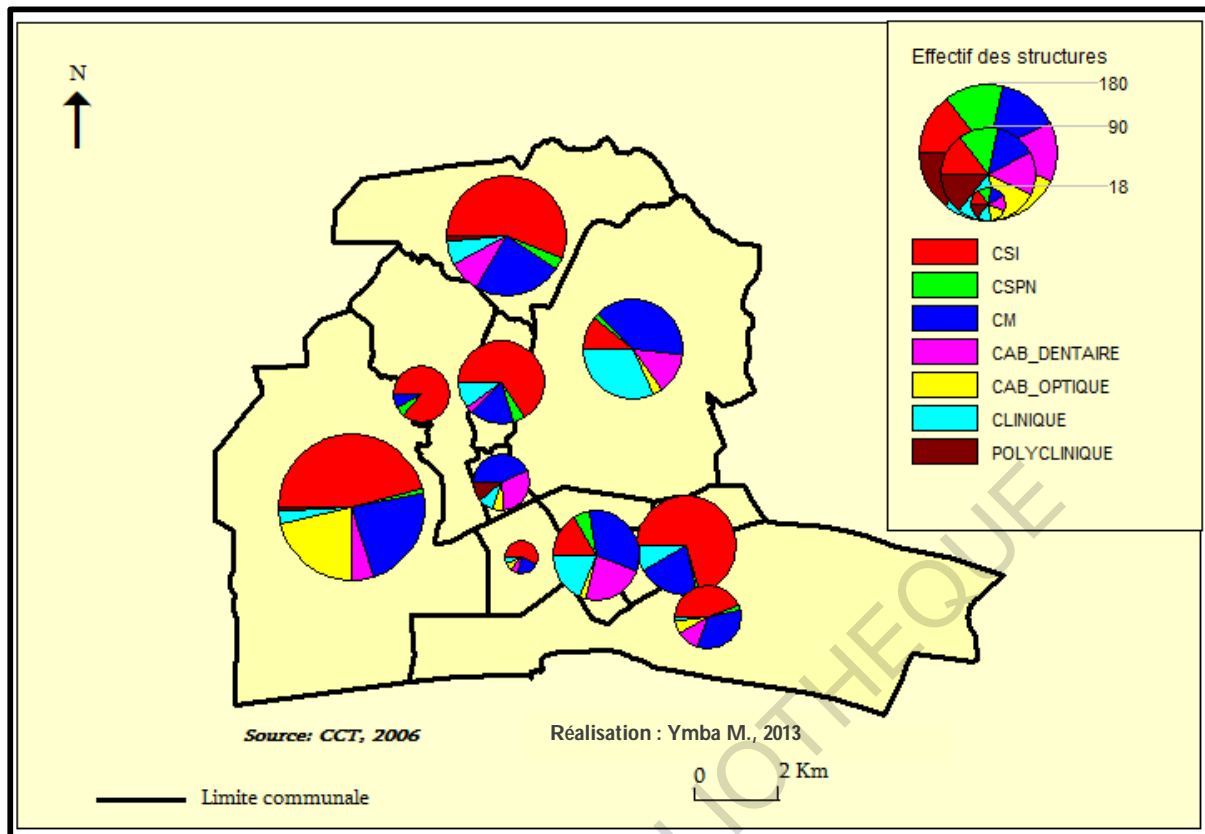 Effectif des structures
180
90
18
N
CSI
CSPN
CM
CAB_DENTAIRE
CAB_OPTIQUE
CLINIQUE
POLYCLINIQUE
Source: CCT, 2006
Réalisation : Ymba M., 2013
0 2 Km
Limite communale
LIOTHEQUE